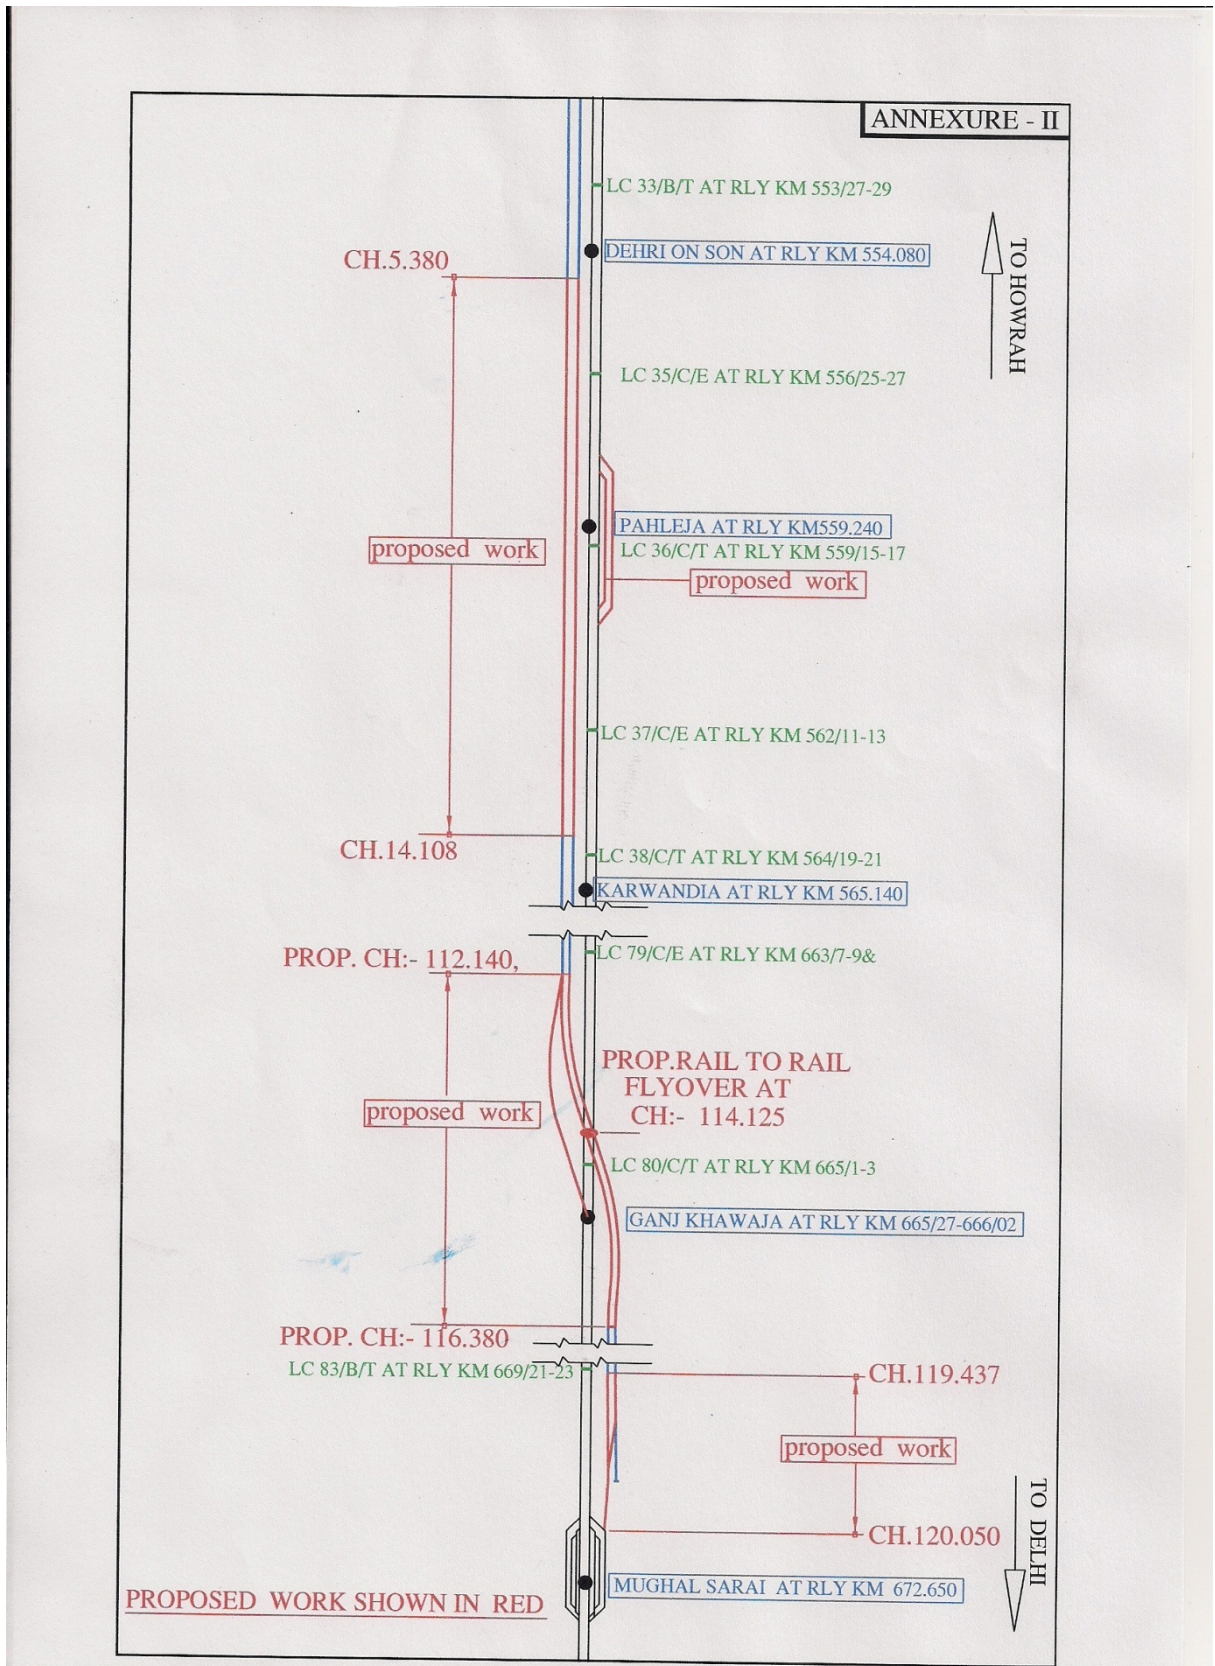 ANNEXURE - II
LC 33/B/T AT RLY KM 553/27-29
DEHRI ON SON AT RLY KM 554.080
TO HOWRAH
CH.5.380
LC 35/C/E AT RLY KM 556/25-27
PAHLEJA AT RLY KM559.240
proposed work
LC 36/C/T AT RLY KM 559/15-17
proposed work
LC 37/C/E AT RLY KM 562/11-13
CH.14.108
LC 38/C/T AT RLY KM 564/19-21
KARWANDIA AT RLY KM 565.140
PROP. CH:- 112.140,
LC 79/C/E AT RLY KM 663/7-9&
PROP.RAIL TO RAIL
FLYOVER AT
CH:- 114.125
proposed work
LC 80/C/T AT RLY KM 665/1-3
GANJ KHAWAJA AT RLY KM 665/27-666/02
PROP. CH:- 116.380
LC 83/B/T AT RLY KM 669/21-23
CH.119.437
proposed work
CH.120.050
TO DELHI
MUGHAL SARAI AT RLY KM 672.650
PROPOSED WORK SHOWN IN RED